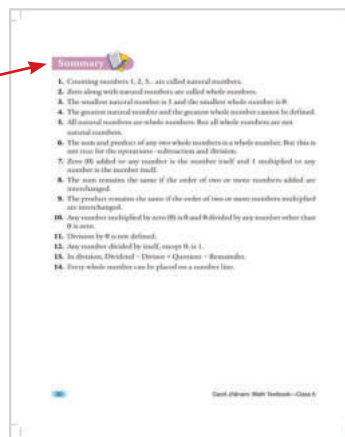 Summary
1. Counting numbers 1, 2, 3... are called natural numbers.
2. Zero along with natural numbers are called whole numbers.
3. The smallest natural number is 1 and the smallest whole number is 0.
4. The greatest natural number and the greatest whole number cannot be defined.
5. All natural numbers are whole numbers. But all whole numbers are not
natural numbers.
6. The sum and product of any two whole numbers is a whole number. But this is
not true for the operations—subtraction and division.
7. Zero (0) added to any number is the number itself and 1 multiplied to any
number is the number itself.
8. The sum remains the same if the order of two or more numbers added are
interchanged.
9. The product remains the same if the order of two or more numbers multiplied
are interchanged.
10. Any number multiplied by zero (0) is 0 and 0 divided by any number other than
0 is zero.
11. Division by 0 is not defined.
12. Any number divided by itself, except 0, is 1.
13. In division, Dividend = Divisor × Quotient + Remainder.
14. Every whole number can be placed on a number line.
Math Textbook—Class 6